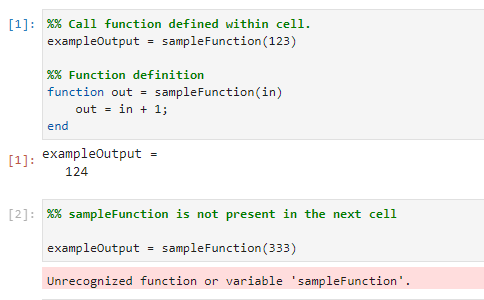 [1]: %% Call function defined within cell.
exampleOutput = sampleFunction(123)
%% Function definition
function out = sampleFunction(in)
out = in + 1;
end
[1]: exampleOutput =
124
[2]: %% sampleFunction is not present in the next cell
exampleOutput = sampleFunction(333)
Unrecognized function or variable 'sampleFunction'.